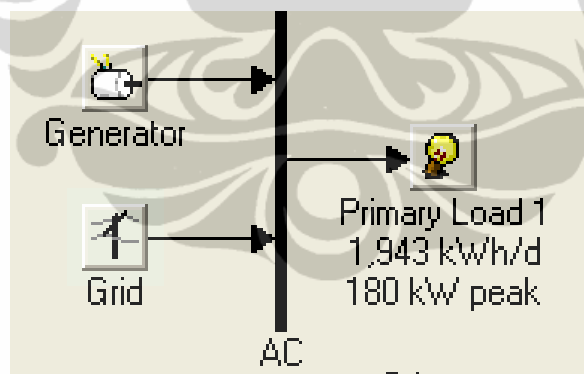 Generator
Primary Load 1
1,943 kWh/d
180 kW peak
Grid
AC